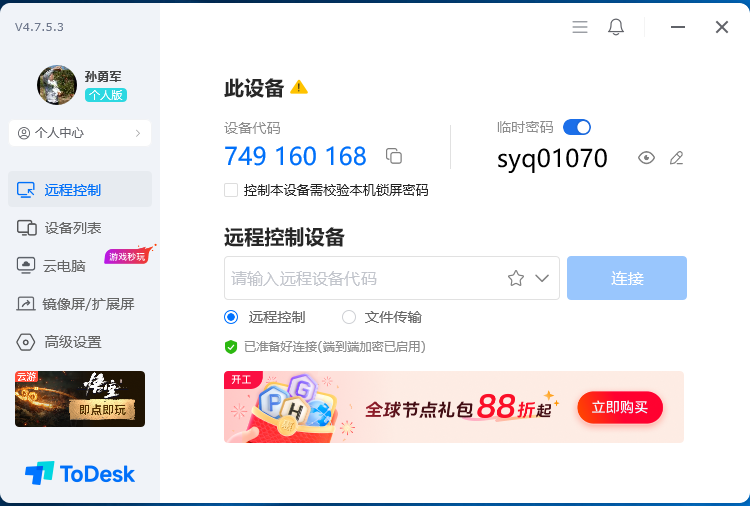 V4.7.5.3
孙勇军
个人版
个人中心
远程控制
设备列表
云电脑
游戏秒玩
镜像屏/扩展屏
高级设置
云游
悟空
即点即玩
ToDesk
此设备
设备代码
749 160 168
临时密码
syq01070
控制本设备需校验本机锁屏密码
远程控制设备
请输入远程设备代码
连接
远程控制
文件传输
已准备好连接(端到端加密已启用)
开工
P
G
H
全球节点礼包88折起
立即购买